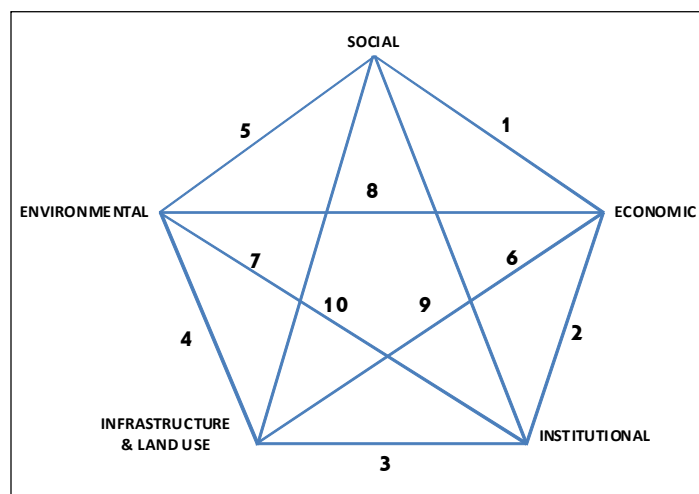 SOCIAL
1
5
8
ENVIRONMENTAL
ECONOMIC
7
6
10
9
4
2
INFRASTRUCTURE
& LAND USE
INSTITUTIONAL
3